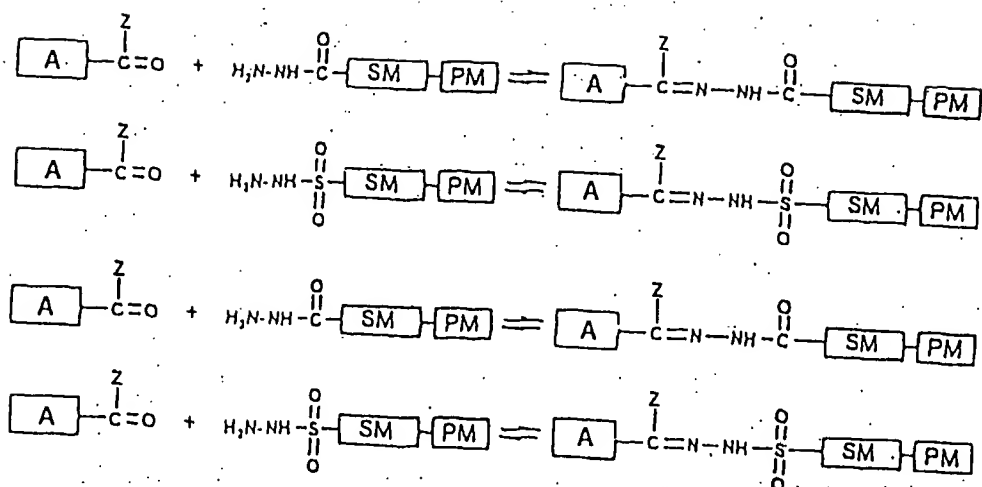 Z O Z O
A C=O + H₂N-NH C SM PM ⇌ A C=N—NH—C SM PM
Z O Z O
A C=O + H₂N-NH S SM PM ⇌ A C=N—NH—S SM PM
O O
Z O Z O
A C=O + H₂N-NH C SM PM ⇌ A C=N—NH—C SM PM
Z O Z O
A C=O + H₂N-NH S SM PM ⇌ A C=N—NH—S SM PM
O O